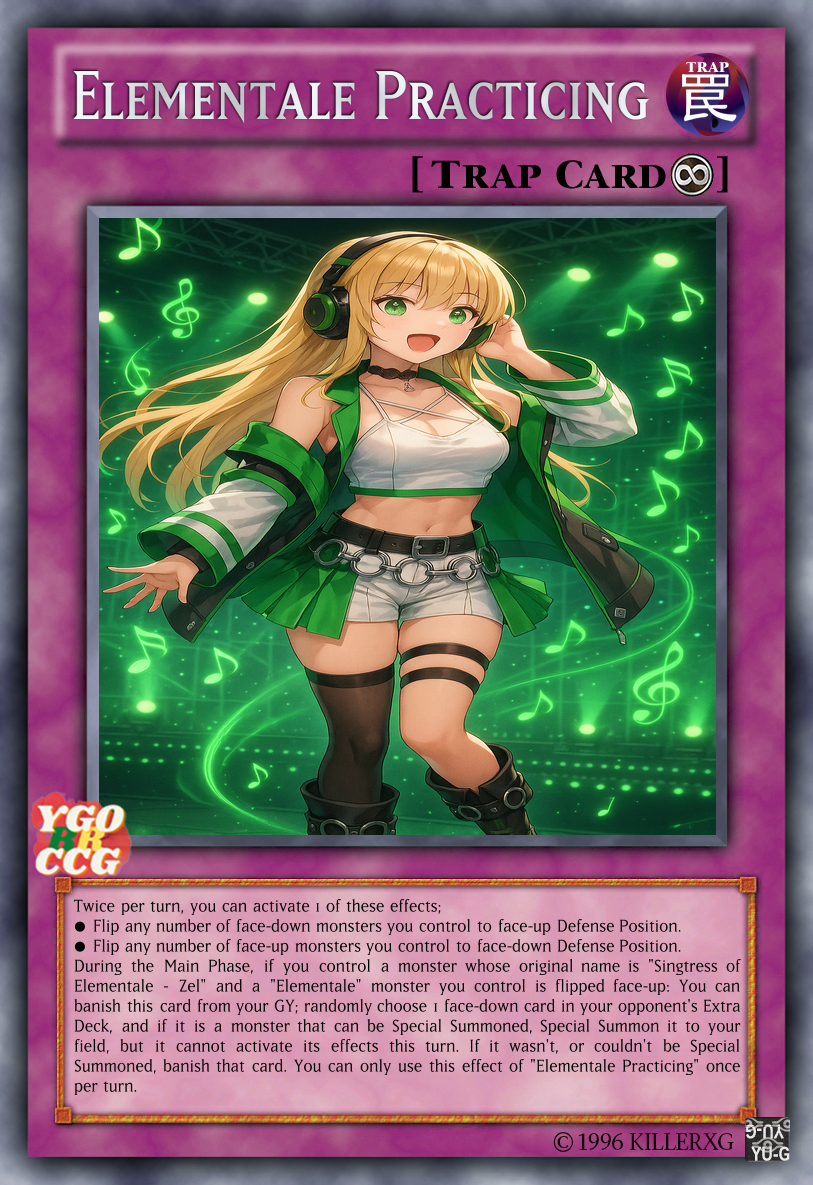 Elementale Practicing
TRAP
罠
[Trap Card∞]
YGO
BR
CCG
Twice per turn, you can activate 1 of these effects;
● Flip any number of face-down monsters you control to face-up Defense Position.
● Flip any number of face-up monsters you control to face-down Defense Position.
During the Main Phase, if you control a monster whose original name is "Singtress of
Elementale - Zel" and a "Elementale" monster you control is flipped face-up: You can
banish this card from your GY; randomly choose 1 face-down card in your opponent's Extra
Deck, and if it is a monster that can be Special Summoned, Special Summon it to your
field, but it cannot activate its effects this turn. If it wasn't, or couldn't be Special
Summoned, banish that card. You can only use this effect of "Elementale Practicing" once
per turn.
© 1996 KILLERXG
YU-G